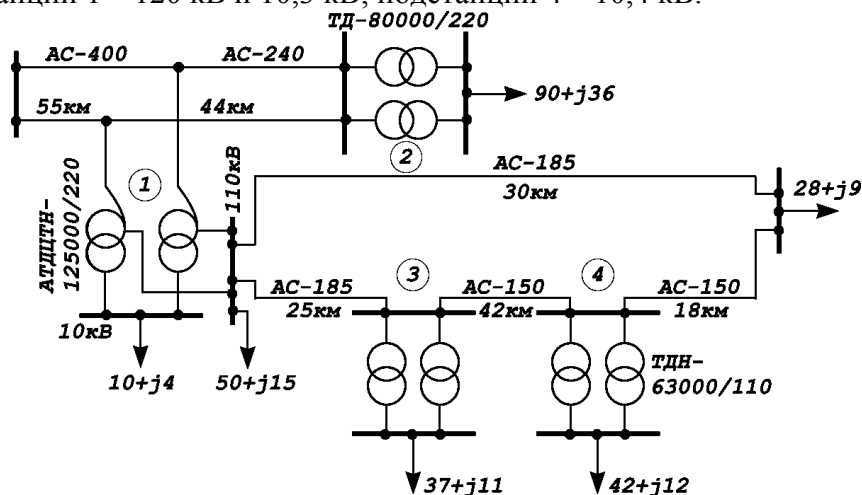 станции 1 – 120 кВ и 10,5 кВ, подстанции 4 – 10,4 кВ.
ТД-80000/220
АС-400
АС-240
55км
44км
90+j36
2
1
110кВ
АС-185
30км
28+j9
АТДЦТН-
125000/220
АС-185
25км
3
АС-150
42км
4
АС-150
18км
10кВ
10+j4
50+j15
ТДН-
63000/110
37+j11
42+j12